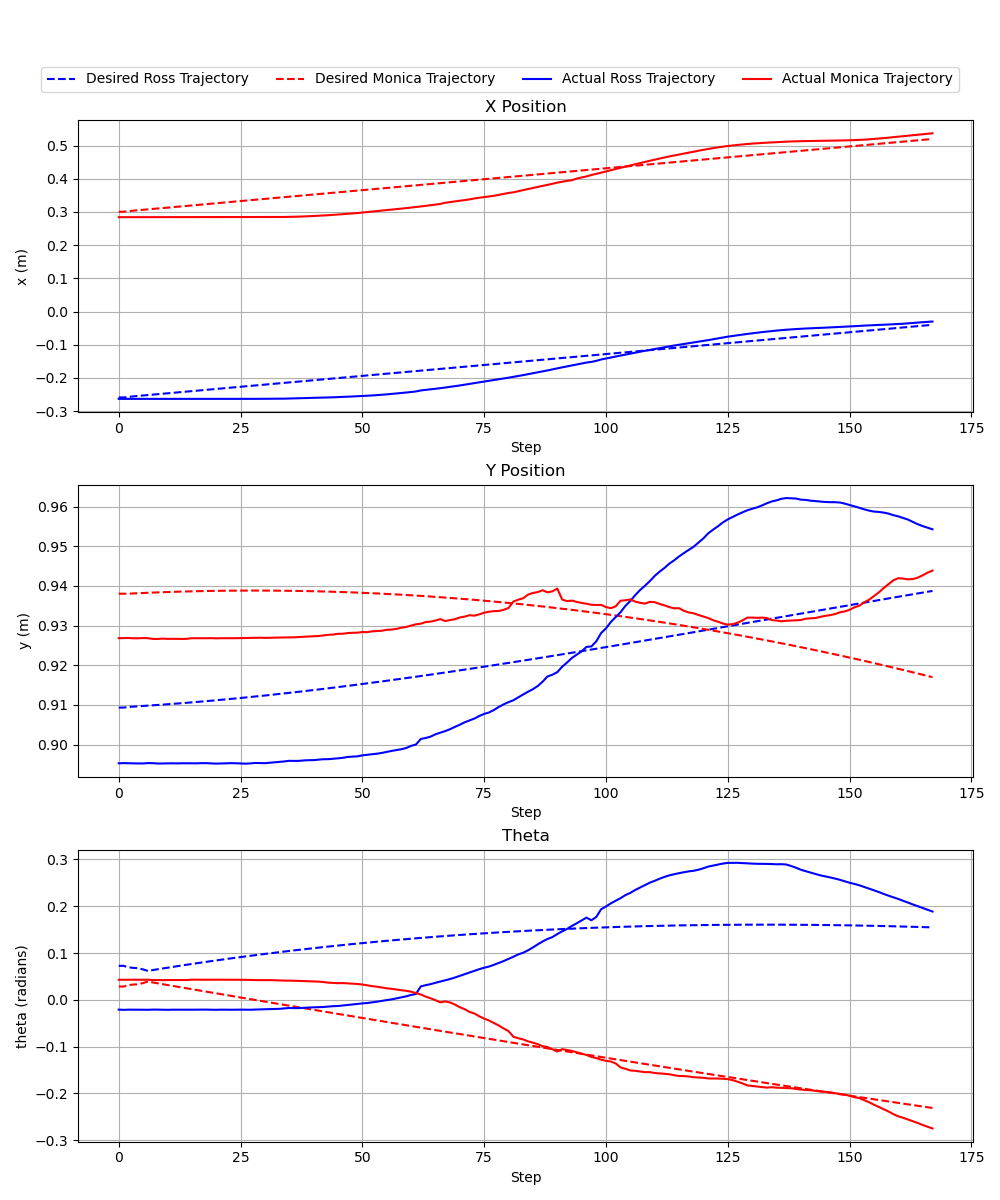 Desired Ross Trajectory Desired Monica Trajectory Actual Ross Trajectory Actual Monica Trajectory
X Position
0.5
0.4
0.3
0.2
0.1
0.0
−0.1
−0.2
−0.3
x (m)
0 25 50 75 100 125 150 175
Step
Y Position
0.96
0.95
0.94
0.93
0.92
0.91
0.90
y (m)
0 25 50 75 100 125 150 175
Step
Theta
0.3
0.2
0.1
0.0
−0.1
−0.2
−0.3
theta (radians)
0 25 50 75 100 125 150 175
Step